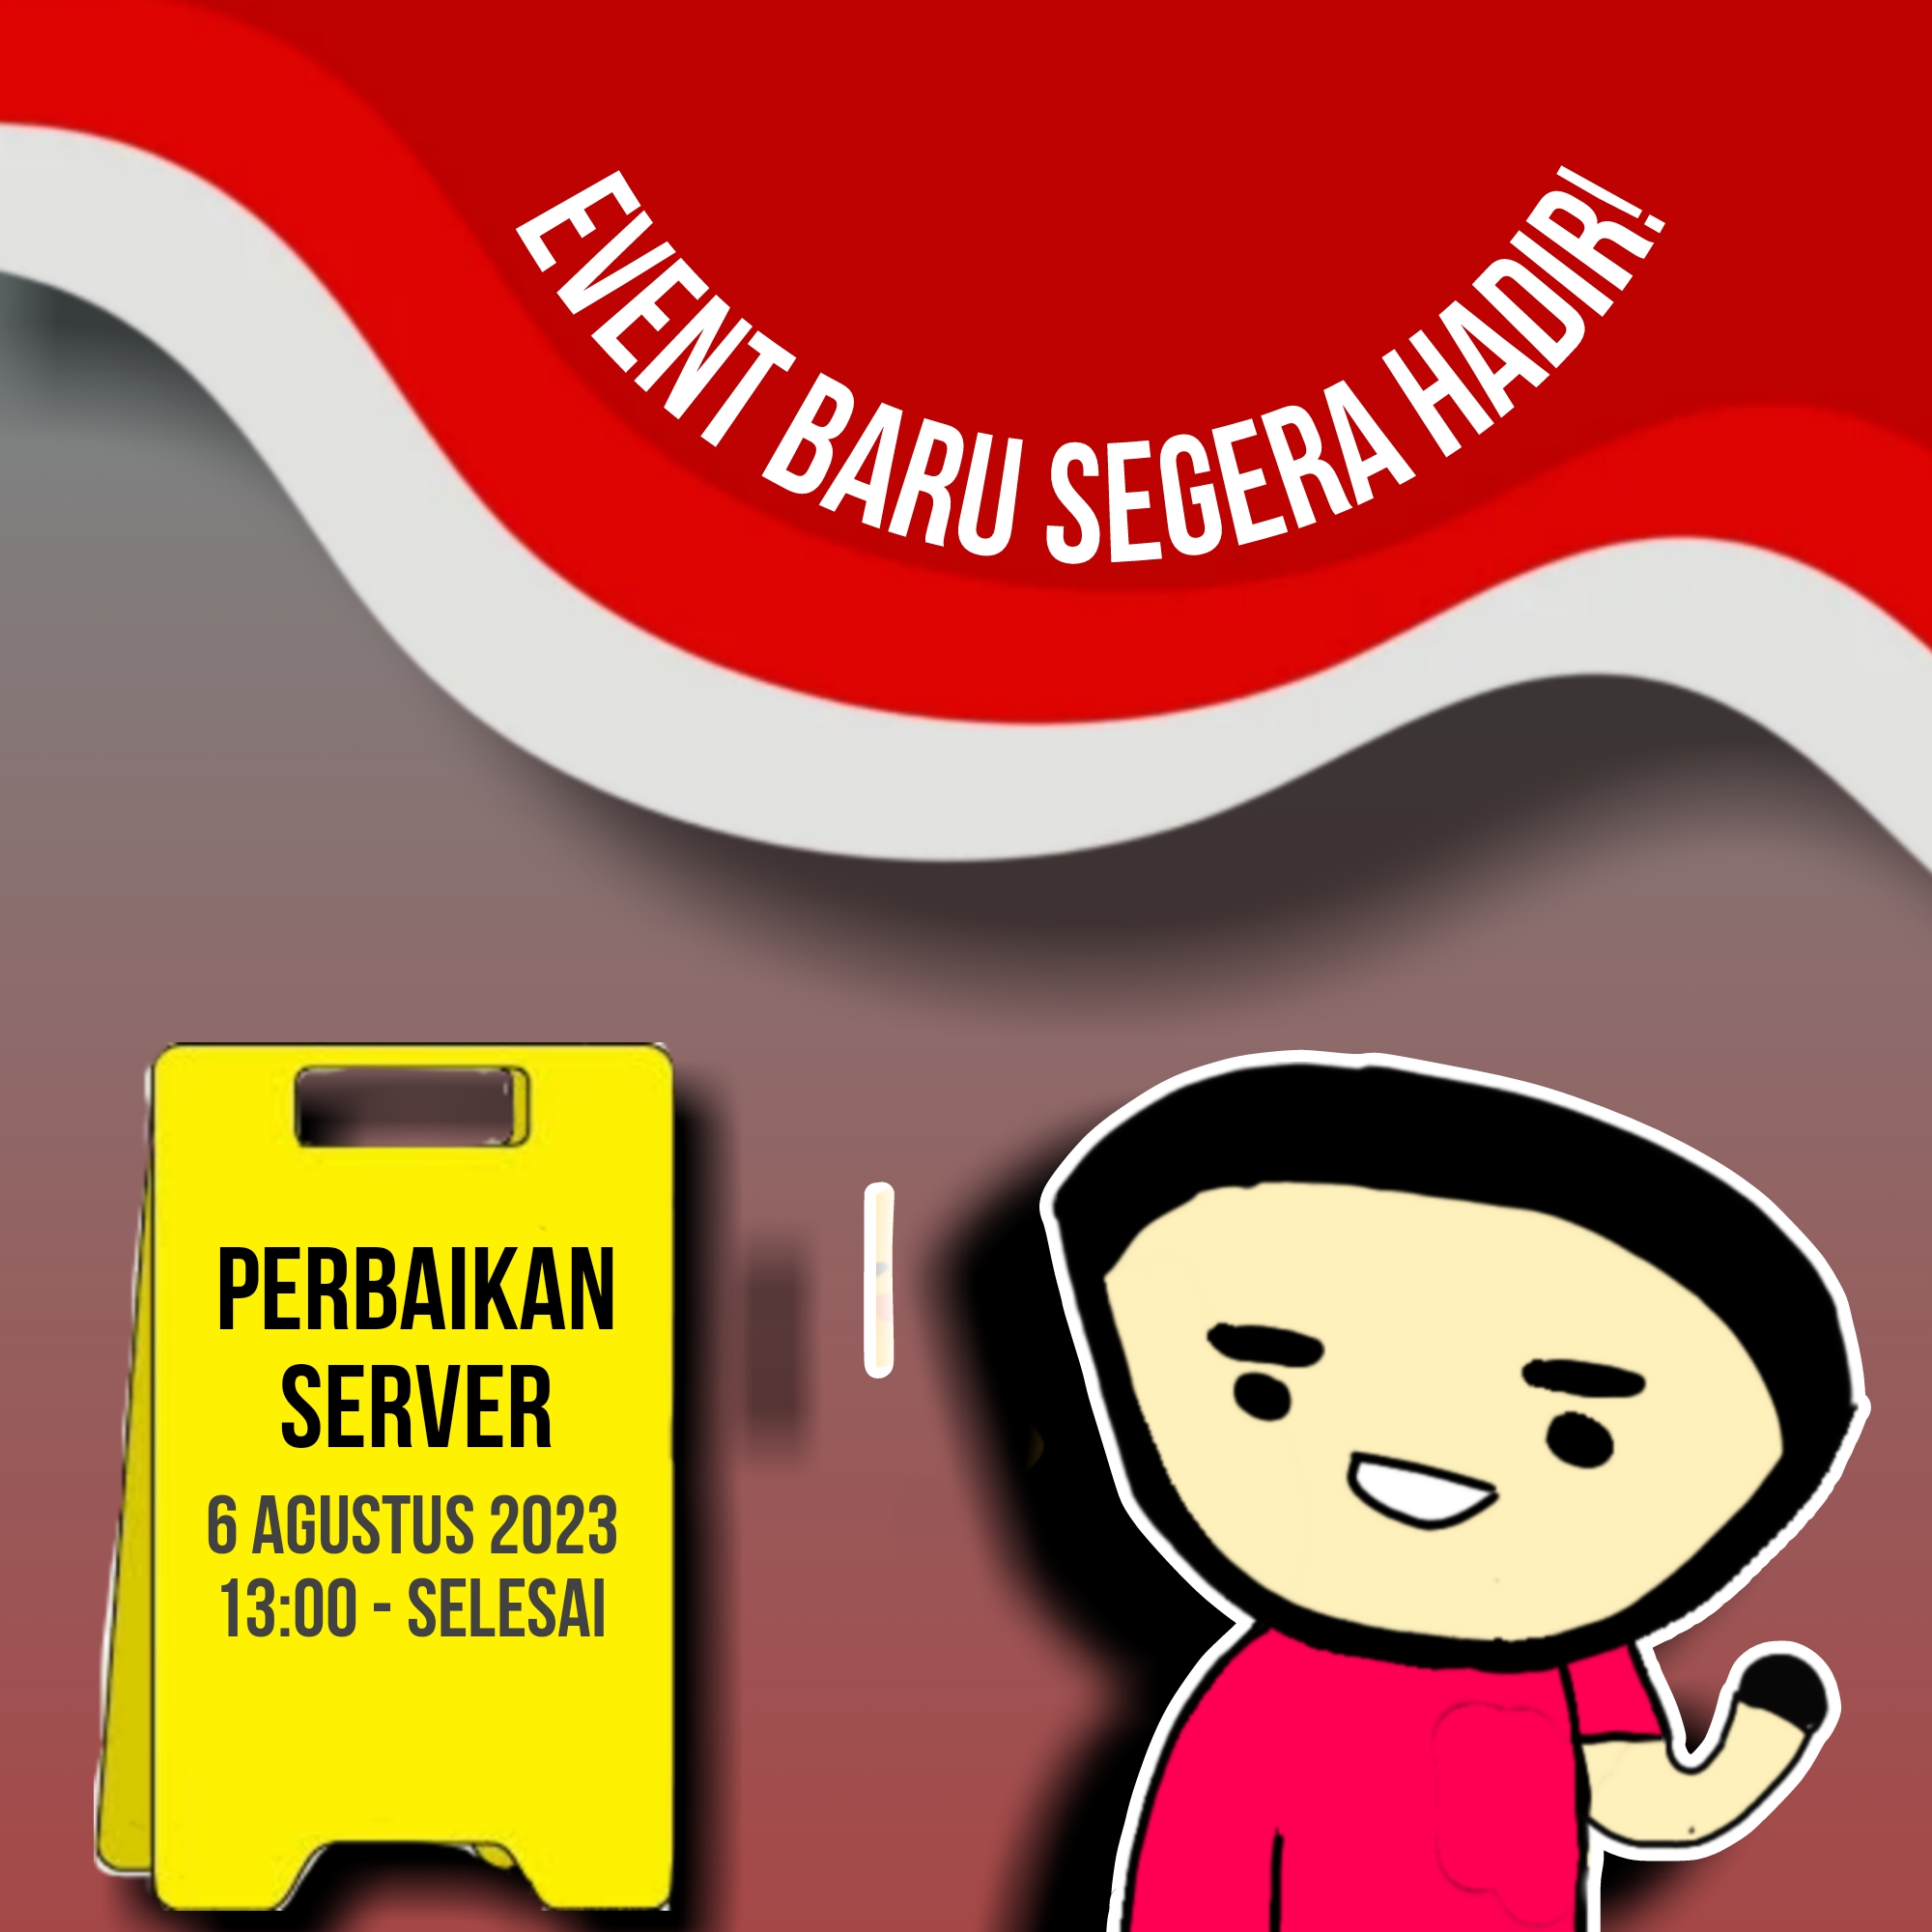 EVENT BARU SEGERA HADIR!
PERBAIKAN
SERVER
6 AGUSTUS 2023
13:00 - SELESAI